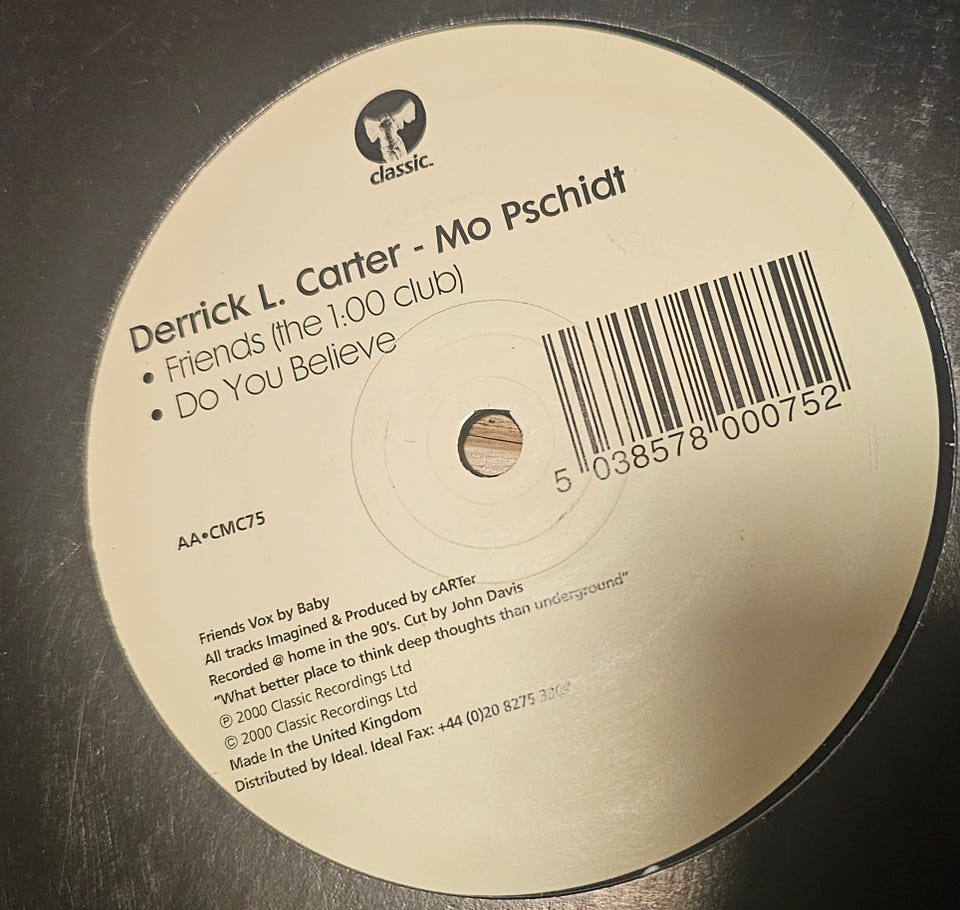 classic.
Derrick L. Carter - Mo Pschidt
• Friends (the 1:00 club)
• Do You Believe
5 038578 000752
AA•CMC75
Friends Vox by Baby
All tracks Imagined & Produced by cARTer
Recorded @ home in the 90's. Cut by John Davis
"What better place to think deep thoughts than underground"
℗ 2000 Classic Recordings Ltd
© 2000 Classic Recordings Ltd
Made In the United Kingdom
Distributed by Ideal. Ideal Fax: +44 (0)20 8275